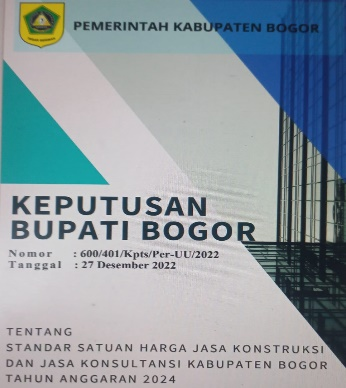 PEMERINTAH KABUPATEN BOGOR
KEPUTUSAN
BUPATI BOGOR
Nomor : 600/401/Kpts/Per-UU/2022
Tanggal : 27 Desember 2022
TENTANG
STANDAR SATUAN HARGA JASA KONSTRUKSI
DAN JASA KONSULTANSI KABUPATEN BOGOR
TAHUN ANGGARAN 2024